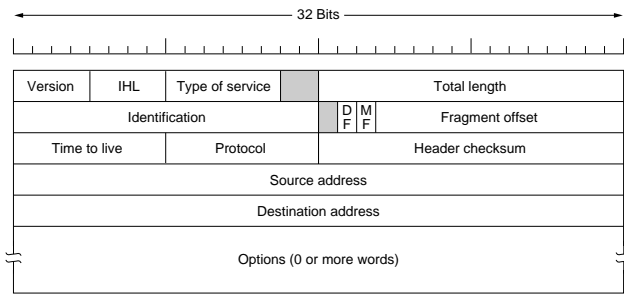 32 Bits
Version IHL Type of service Total length
Identification D F M F Fragment offset
Time to live Protocol Header checksum
Source address
Destination address
Options (0 or more words)